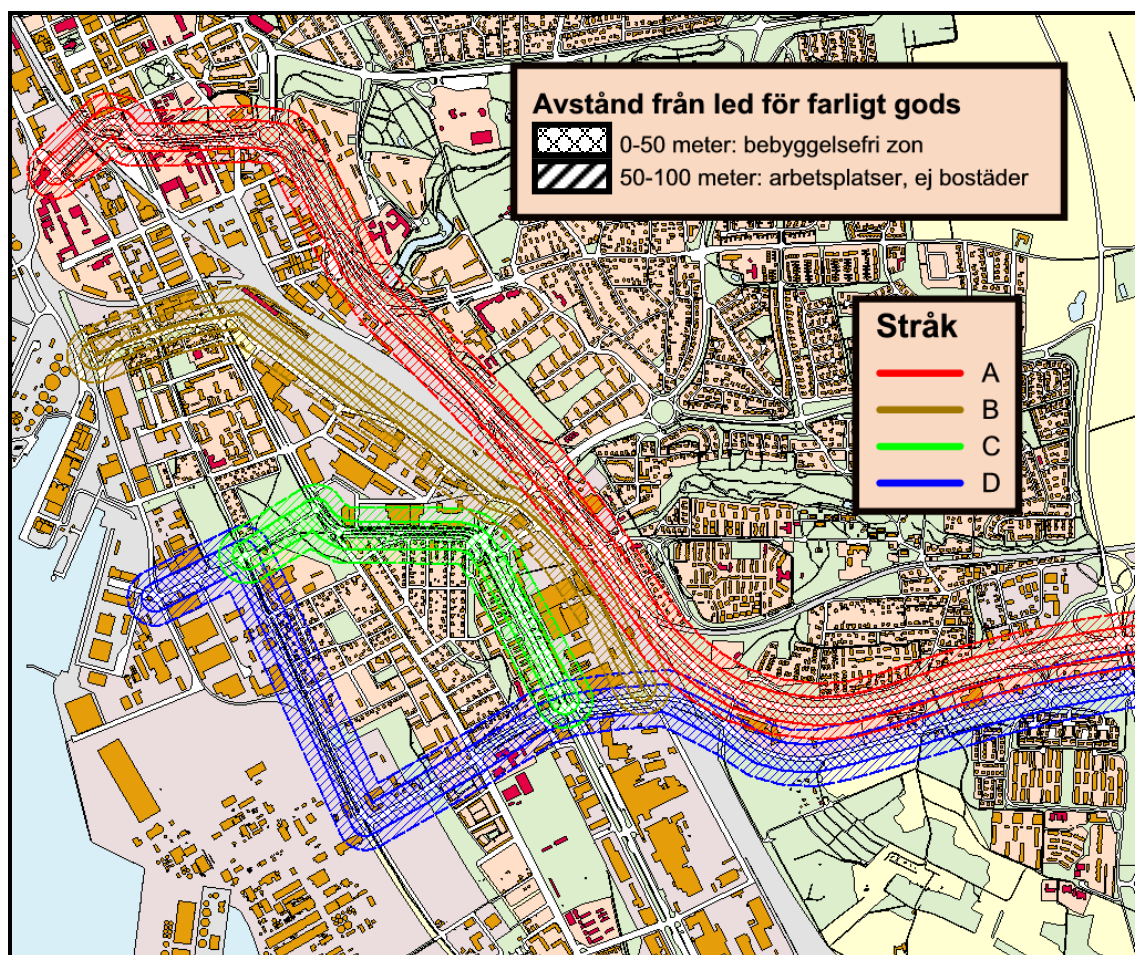 Avstånd från led för farligt gods
0-50 meter: bebyggelsefri zon
50-100 meter: arbetsplatser, ej bostäder
Stråk
A
B
C
D